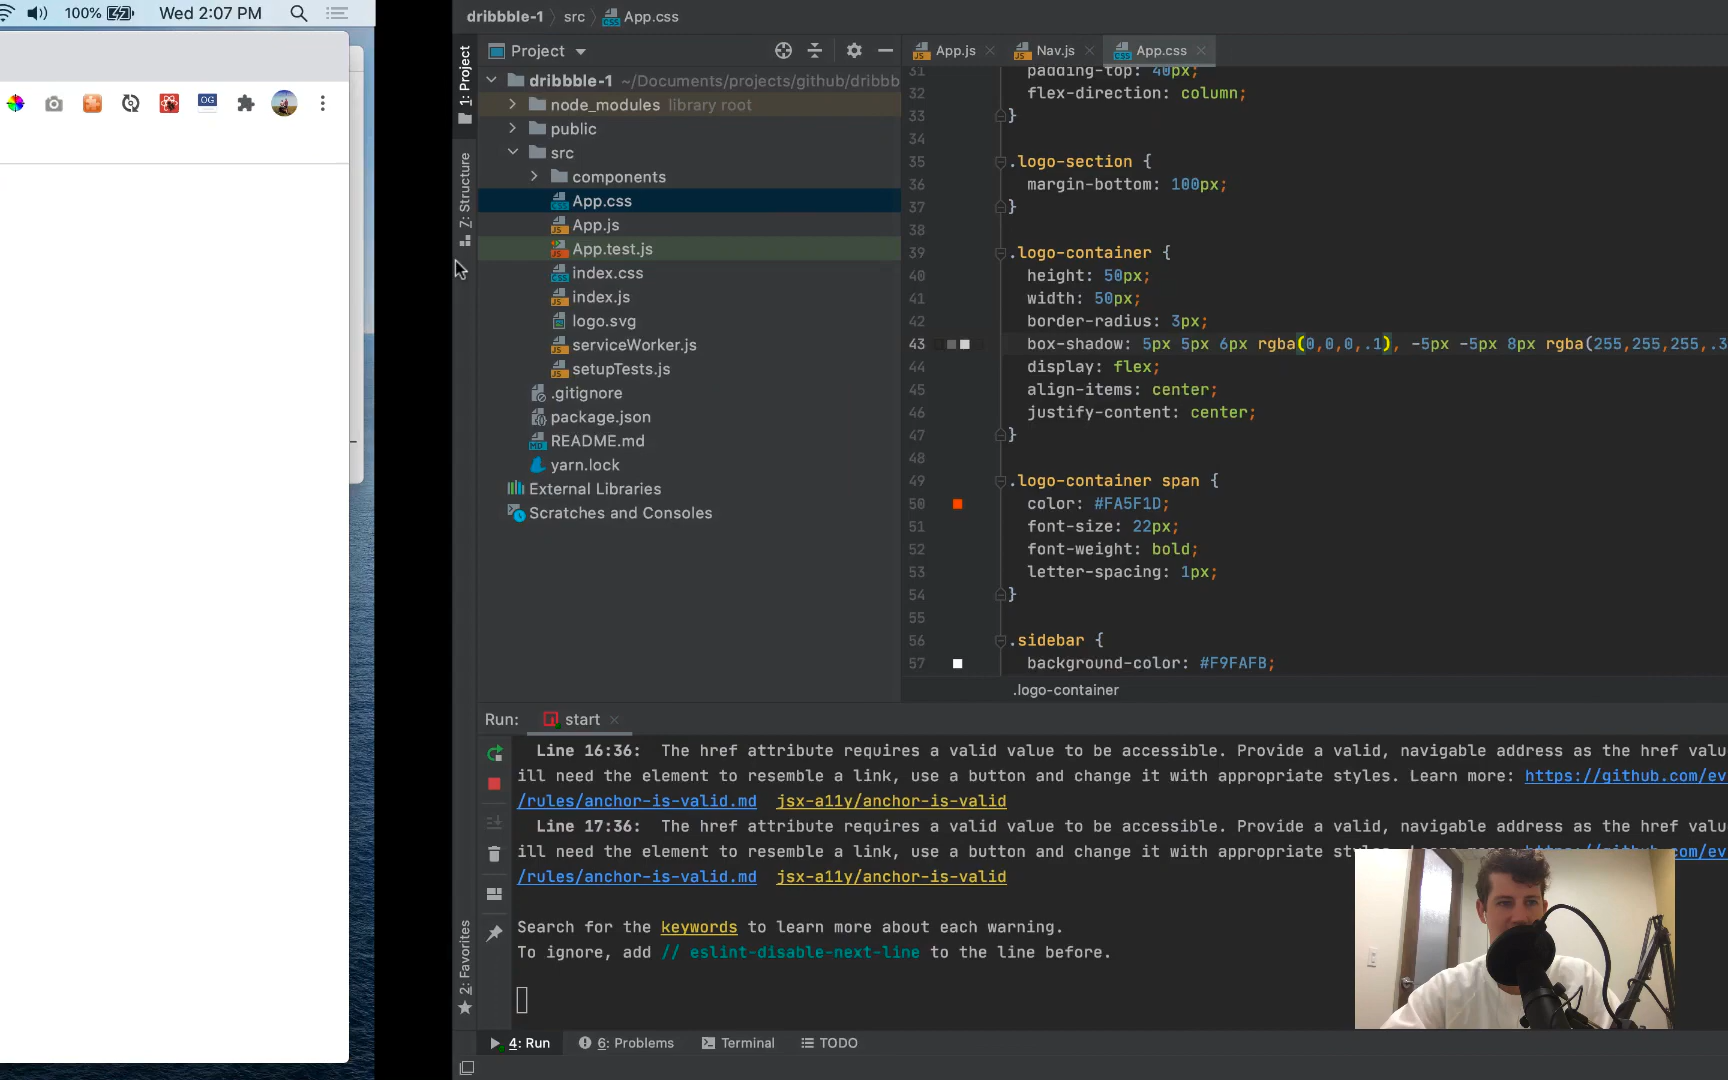 100% Wed 2:07 PM
OG
dribbble-1 src App.css
1: Project
7: Structure
2: Favorites
Project
dribbble-1 ~/Documents/projects/github/dribbb
node_modules library root
public
src
components
App.css
App.js
App.test.js
index.css
index.js
logo.svg
serviceWorker.js
setupTests.js
.gitignore
package.json
README.md
yarn.lock
External Libraries
Scratches and Consoles
App.js Nav.js App.css
31 padding-top: 40px;
32 flex-direction: column;
33 }
34
35 .logo-section {
36 margin-bottom: 100px;
37 }
38
39 .logo-container {
40 height: 50px;
41 width: 50px;
42 border-radius: 3px;
43 box-shadow: 5px 5px 6px rgba(0,0,0,.1), -5px -5px 8px rgba(255,255,255,.3
44 display: flex;
45 align-items: center;
46 justify-content: center;
47 }
48
49 .logo-container span {
50 color: #FA5F1D;
51 font-size: 22px;
52 font-weight: bold;
53 letter-spacing: 1px;
54 }
55
56 .sidebar {
57 background-color: #F9FAFB;
.logo-container
Run: start
Line 16:36: The href attribute requires a valid value to be accessible. Provide a valid, navigable address as the href valu
ill need the element to resemble a link, use a button and change it with appropriate styles. Learn more: https://github.com/ev
/rules/anchor-is-valid.md jsx-a11y/anchor-is-valid
Line 17:36: The href attribute requires a valid value to be accessible. Provide a valid, navigable address as the href valu
ill need the element to resemble a link, use a button and change it with appropriate styles.
/rules/anchor-is-valid.md jsx-a11y/anchor-is-valid
Search for the keywords to learn more about each warning.
To ignore, add // eslint-disable-next-line to the line before.
4: Run 6: Problems Terminal TODO